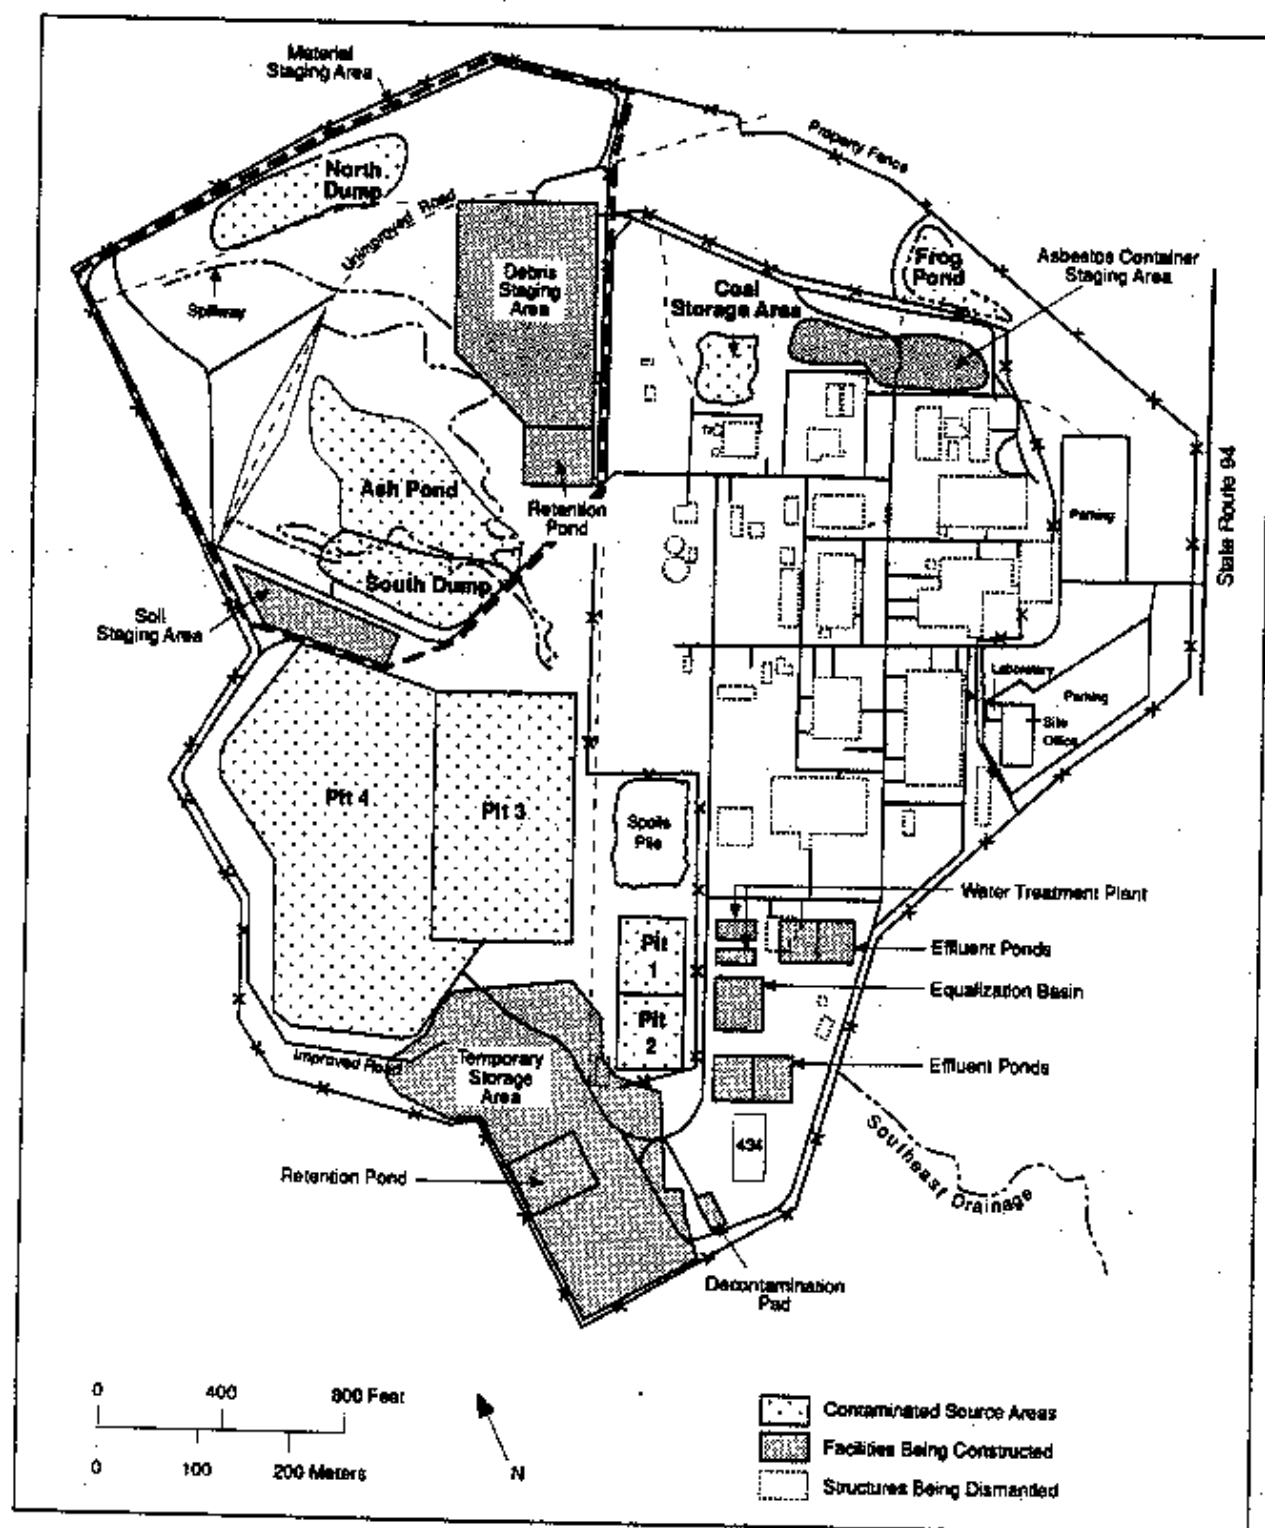 Material
Staging Area
Property Fence
North
Dump
Unimproved Road
Spillway
Debris
Staging
Area
Frog
Pond
Asbestos Container
Staging Area
Coal
Storage Area
State Route 94
Ash Pond
Retention
Pond
Parking
South Dump
Soil
Staging Area
Laboratory
Parking
Site
Office
Pit 4
Pit 3
Spoils
Pile
Water Treatment Plant
Pit
1
Effluent Ponds
Equalization Basin
Pit
2
Improved Road
Temporary
Storage
Area
Effluent Ponds
434
Southeast Drainage
Retention Pond
Decontamination
Pad
0 400 800 Feet
0 100 200 Meters
N
Contaminated Source Areas
Facilities Being Constructed
Structures Being Dismantled